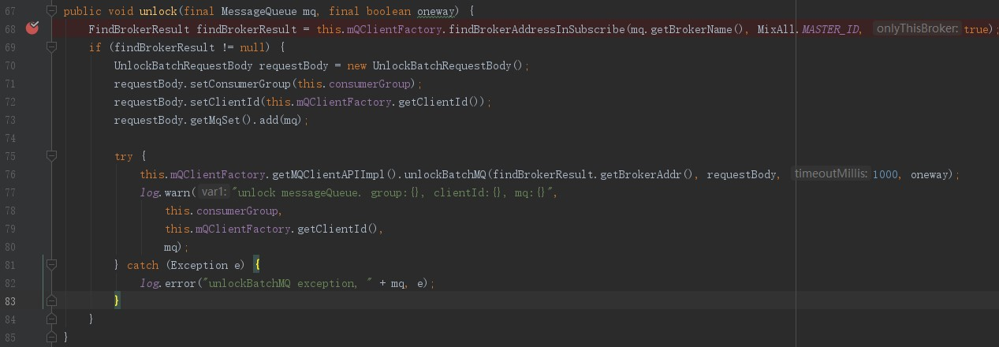 67 public void unlock(final MessageQueue mq, final boolean oneway) {
68 FindBrokerResult findBrokerResult = this.mQClientFactory.findBrokerAddressInSubscribe(mq.getBrokerName(), MixAll.MASTER_ID, onlyThisBroker: true);
69 if (findBrokerResult != null) {
70 UnlockBatchRequestBody requestBody = new UnlockBatchRequestBody();
71 requestBody.setConsumerGroup(this.consumerGroup);
72 requestBody.setClientId(this.mQClientFactory.getClientId());
73 requestBody.getMqSet().add(mq);
74
75 try {
76 this.mQClientFactory.getMQClientAPIImpl().unlockBatchMQ(findBrokerResult.getBrokerAddr(), requestBody, timeoutMillis: 1000, oneway);
77 log.warn( var1: "unlock messageQueue. group:{}, clientId:{}, mq:{}",
78 this.consumerGroup,
79 this.mQClientFactory.getClientId(),
80 mq);
81 } catch (Exception e) {
82 log.error("unlockBatchMQ exception, " + mq, e);
83 }
84 }
85 }